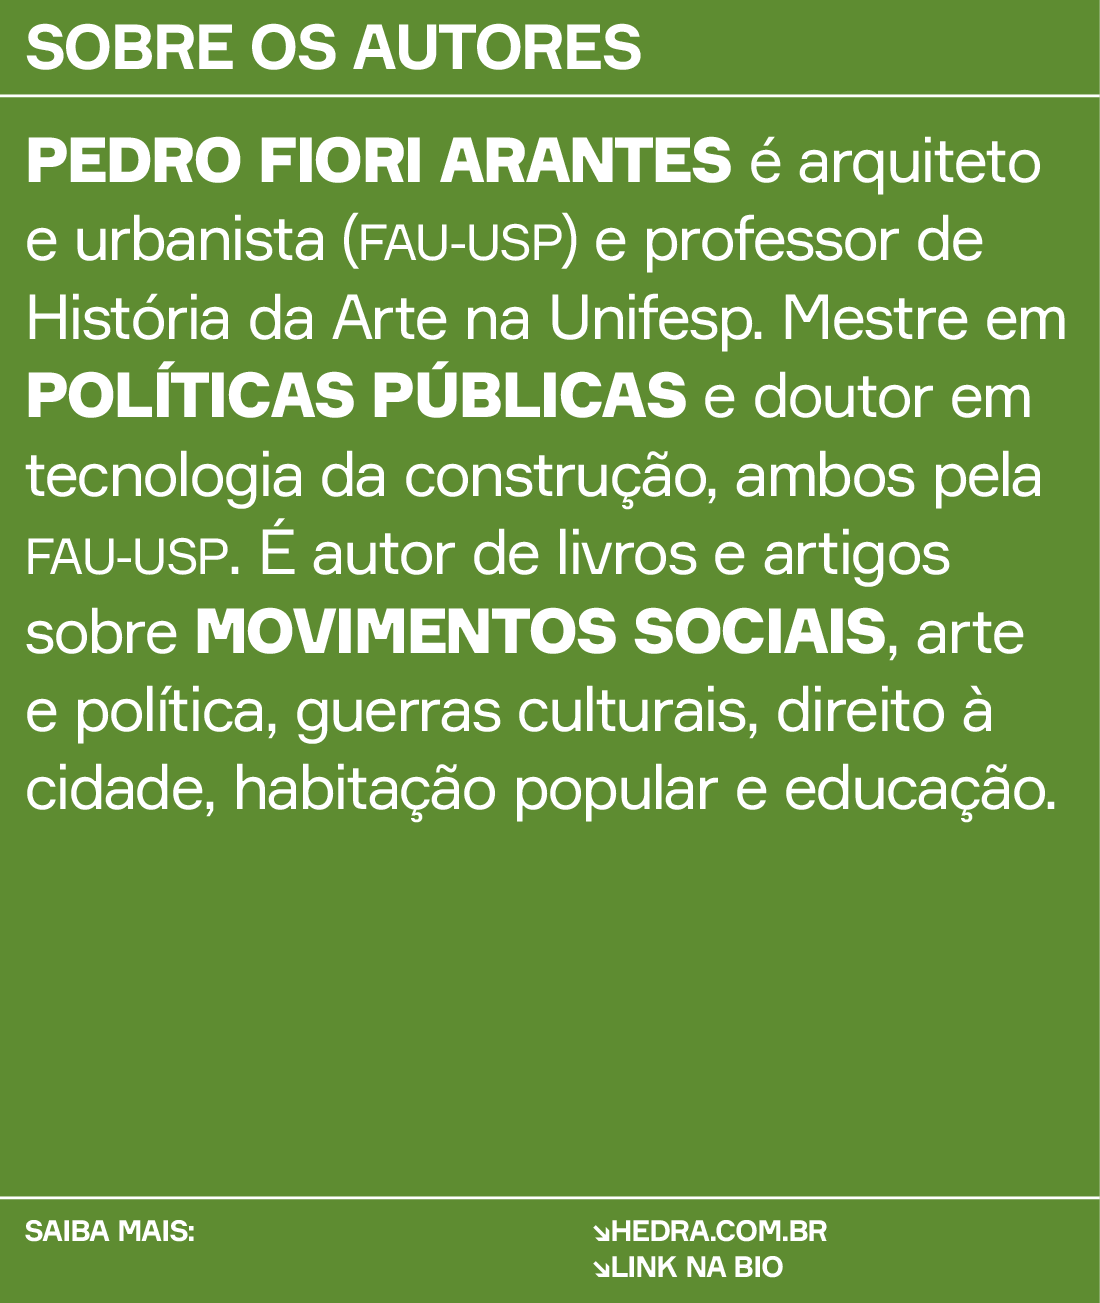 SOBRE OS AUTORES
PEDRO FIORI ARANTES é arquiteto
e urbanista (FAU-USP) e professor de
História da Arte na Unifesp. Mestre em
POLÍTICAS PÚBLICAS e doutor em
tecnologia da construção, ambos pela
FAU-USP. É autor de livros e artigos
sobre MOVIMENTOS SOCIAIS, arte
e política, guerras culturais, direito à
cidade, habitação popular e educação.
SAIBA MAIS:
↘HEDRA.COM.BR
↘LINK NA BIO